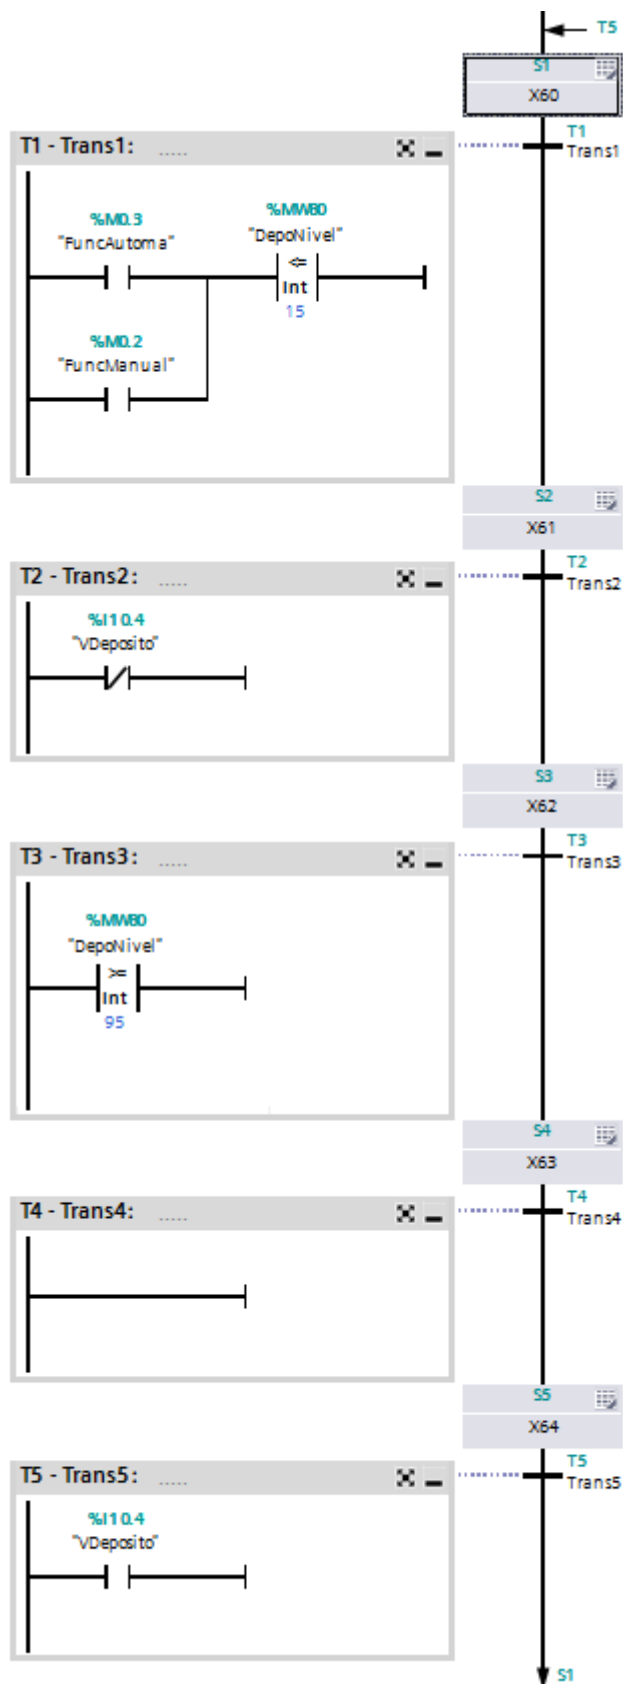 T5
S1
X60
T1 - Trans1: .....
T1
Trans1
%M0.3
"FuncAutoma"
%MW80
"DepoNivel"
<=
Int
15
%M0.2
"FuncManual"
S2
X61
T2 - Trans2: .....
T2
Trans2
%I10.4
"VDeposito"
S3
X62
T3 - Trans3: .....
T3
Trans3
%MW80
"DepoNivel"
>=
Int
95
S4
X63
T4 - Trans4: .....
T4
Trans4
S5
X64
T5 - Trans5: .....
T5
Trans5
%I10.4
"VDeposito"
S1